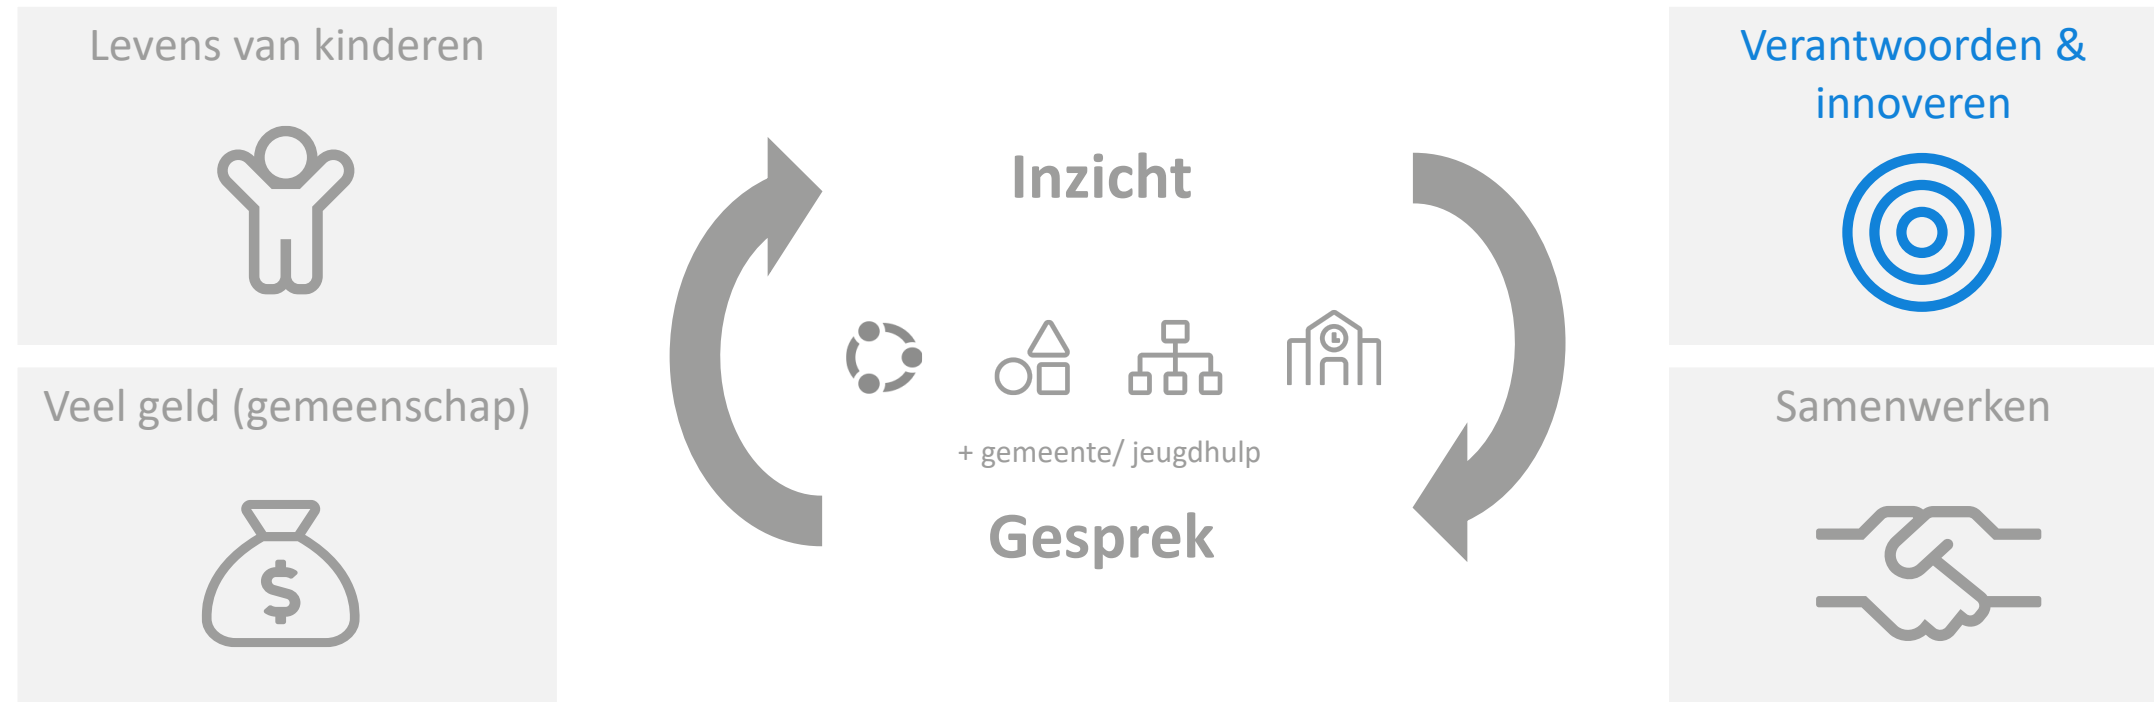 Levens van kinderen
Veel geld (gemeenschap)
$
Inzicht
+ gemeente/ jeugdhulp
Gesprek
Verantwoorden &
innoveren
Samenwerken